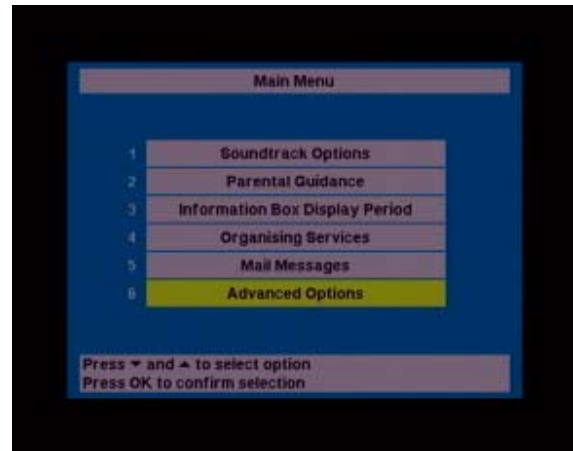 Main Menu
1 Soundtrack Options
2 Parental Guidance
3 Information Box Display Period
4 Organising Services
5 Mail Messages
6 Advanced Options
Press ▼ and ▲ to select option
Press OK to confirm selection